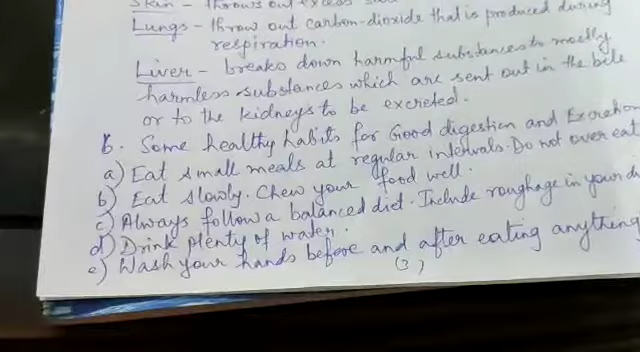 Skin - throws out excess
Lungs - throw out carbon-dioxide that is produced during
respiration.
Liver - breaks down harmful substances to mostly
harmless substances which are sent out in the bile
or to the kidneys to be excreted.
6. Some healthy habits for Good digestion and Excretion
a) Eat small meals at regular intervals. Do not over eat
b) Eat slowly. Chew your food well.
c) Always follow a balanced diet. Include roughage in your
d) Drink plenty of water.
e) Wash your hands before and after eating anything
(3)